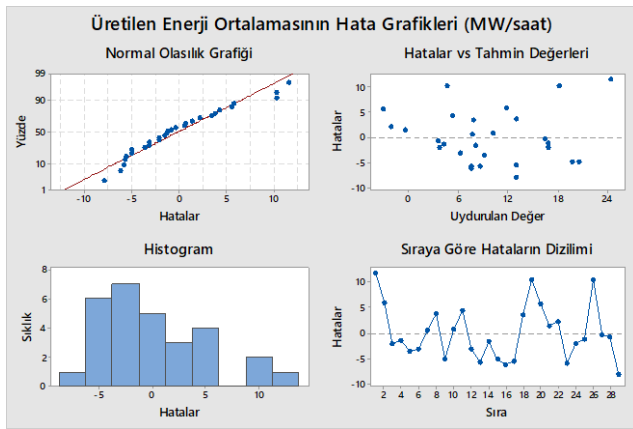 Üretilen Enerji Ortalamasının Hata Grafikleri (MW/saat)
Normal Olasılık Grafiği
Yüzde
99
90
50
10
1
-10 -5 0 5 10
Hatalar
Hatalar vs Tahmin Değerleri
Hatalar
10
5
0
-5
-10
0 6 12 18 24
Uydurulan Değer
Histogram
Sıklık
8
6
4
2
0
-5 0 5 10
Hatalar
Sıraya Göre Hataların Dizilimi
Hatalar
10
5
0
-5
-10
2 4 6 8 10 12 14 16 18 20 22 24 26 28
Sıra